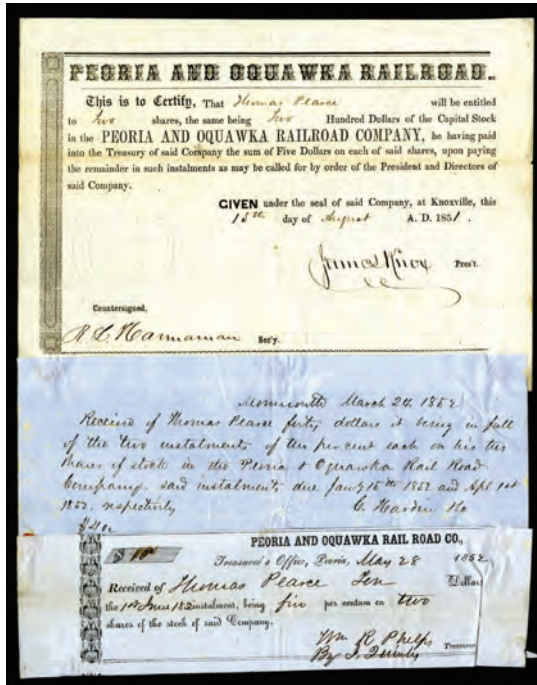 PEORIA AND OQUAWKA RAILROAD.
This is to Certify, That Thomas Pearce will be entitled
to two shares, the same being two Hundred Dollars of the Capital Stock
in the PEORIA AND OQUAWKA RAILROAD COMPANY, he having paid
into the Treasury of said Company the sum of Five Dollars on each of said shares, upon paying
the remainder in such instalments as may be called for by order of the President and Directors of
said Company.
GIVEN under the seal of said Company, at Knoxville, this
15th day of August A. D. 1851.
James Knox Pres't.
Countersigned,
R. L. Hannaman Sec'y.
Monmouth March 24, 1852
Received of Thomas Pearce forty dollars it being in full
of the two instalments of ten per cent each on his two
shares of stock in the Peoria & Oquawka Rail Road
Company. said instalments due Jany 15th 1852 and Apl 1st
1852. respectively
C. Hardin
PEORIA AND OQUAWKA RAIL ROAD CO.,
$ 10
Treasurer's Office, Peoria, May 28 1852
Received of Thomas Pearce Ten Dollars
the 1st June 1852 instalment, being five per centum on two
shares of the stock of said Company.
Wm R Phelps Treasurer
By J. Quimby